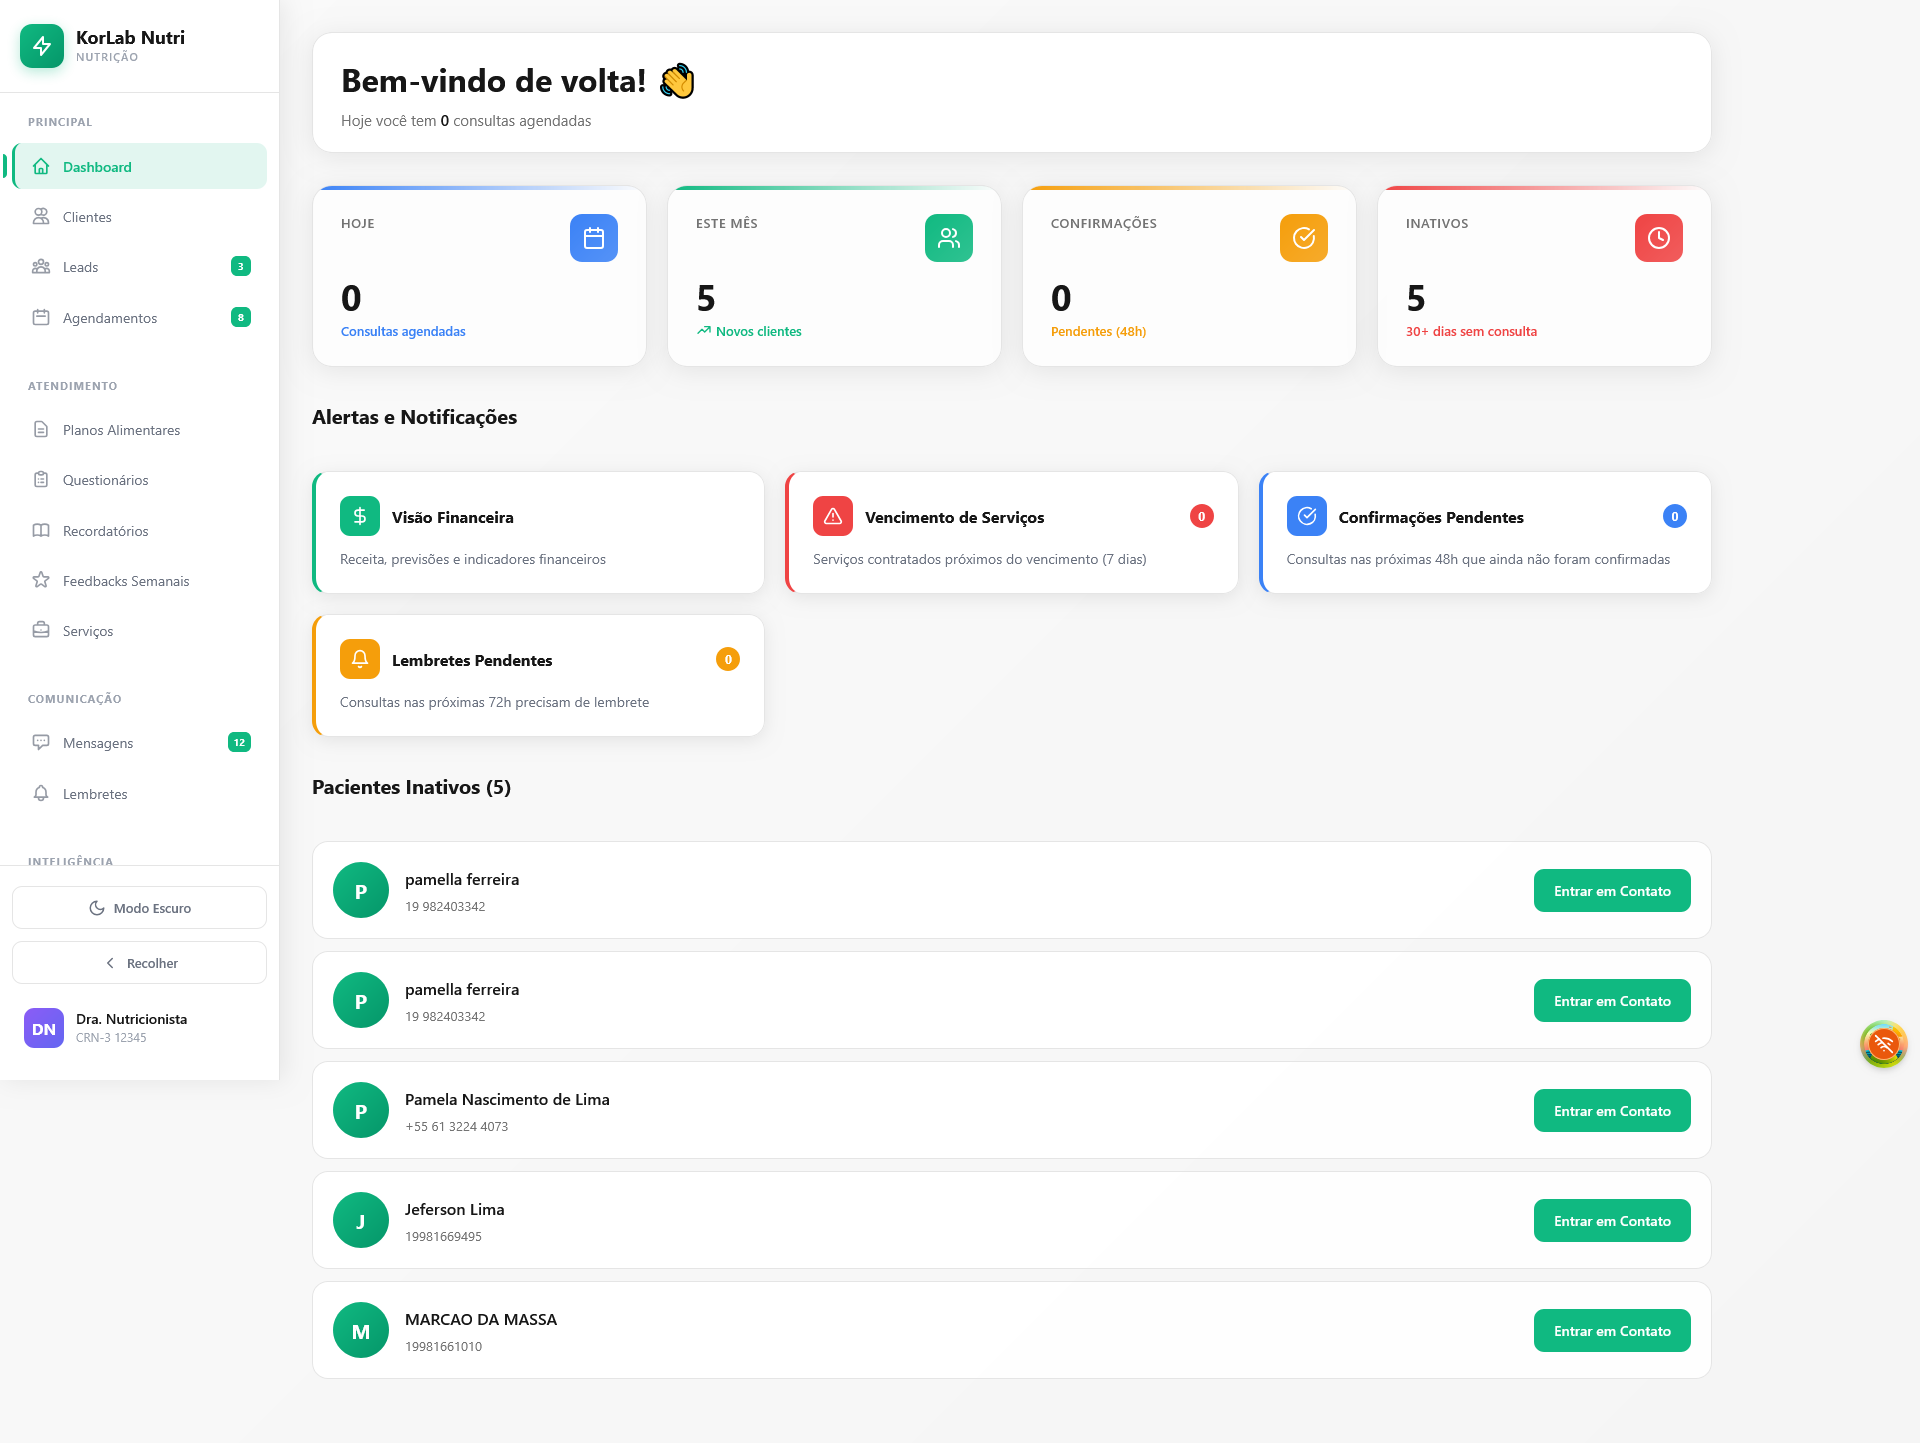 KorLab Nutri
NUTRIÇÃO
PRINCIPAL
Dashboard
Clientes
Leads
3
Agendamentos
8
ATENDIMENTO
Planos Alimentares
Questionários
Recordatórios
Feedbacks Semanais
Serviços
COMUNICAÇÃO
Mensagens
12
Lembretes
INTELIGÊNCIA
Modo Escuro
Recolher
DN
Dra. Nutricionista
CRN-3 12345
Bem-vindo de volta! 👋
Hoje você tem 0 consultas agendadas
HOJE
0
Consultas agendadas
ESTE MÊS
5
Novos clientes
CONFIRMAÇÕES
0
Pendentes (48h)
INATIVOS
5
30+ dias sem consulta
Alertas e Notificações
Visão Financeira
Receita, previsões e indicadores financeiros
Vencimento de Serviços
0
Serviços contratados próximos do vencimento (7 dias)
Confirmações Pendentes
0
Consultas nas próximas 48h que ainda não foram confirmadas
Lembretes Pendentes
0
Consultas nas próximas 72h precisam de lembrete
Pacientes Inativos (5)
P
pamella ferreira
19 982403342
Entrar em Contato
P
pamella ferreira
19 982403342
Entrar em Contato
P
Pamela Nascimento de Lima
+55 61 3224 4073
Entrar em Contato
J
Jeferson Lima
19981669495
Entrar em Contato
M
MARCAO DA MASSA
19981661010
Entrar em Contato